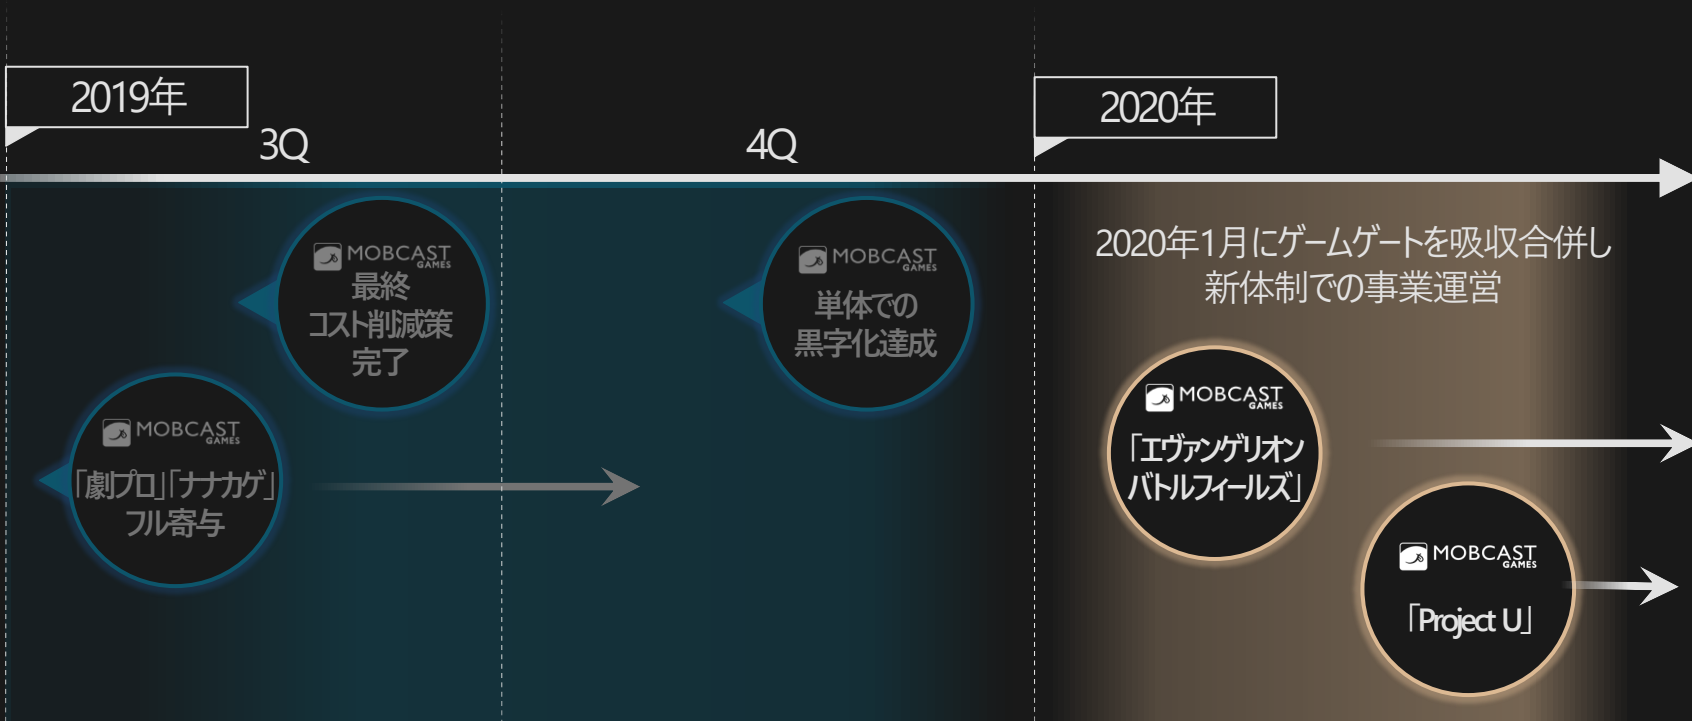 2019年
2020年
3Q
4Q
2020年1月にゲームゲートを吸収合併し
新体制での事業運営
MOBCAST
GAMES
最終
コスト削減策
完了
MOBCAST
GAMES
単体での
黒字化達成
MOBCAST
GAMES
「劇プロ」「ナナカゲ」
フル寄与
MOBCAST
GAMES
「エヴァンゲリオン
バトルフィールズ」
MOBCAST
GAMES
「Project U」